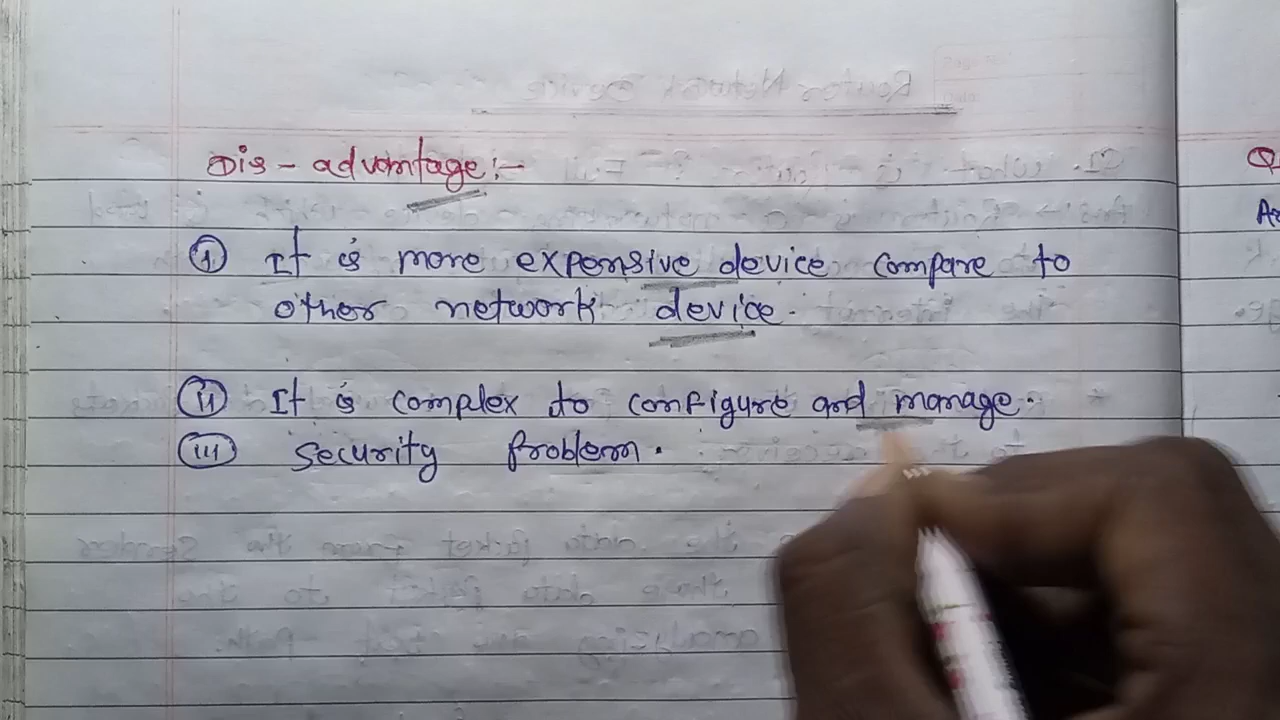 Dis - advantage :-
(i) It is more expensive device compare to
other network device.
(ii) It is complex to configure and manage.
(iii) Security problem.